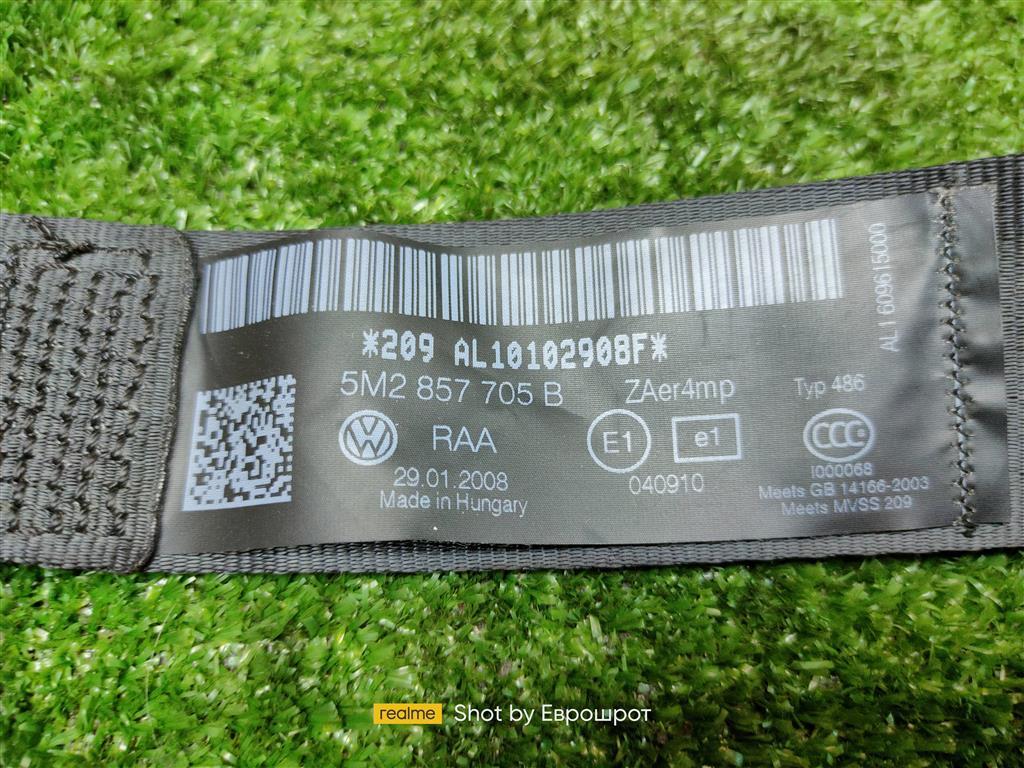 *209 AL10102908F*
5M2 857 705 B
ZAer4mp
Typ 486
RAA
E1
e1
CCC
29.01.2008
040910
I000068
Made in Hungary
Meets GB 14166-2003
Meets MVSS 209
AL1 609615000
realme Shot by Еврошрот